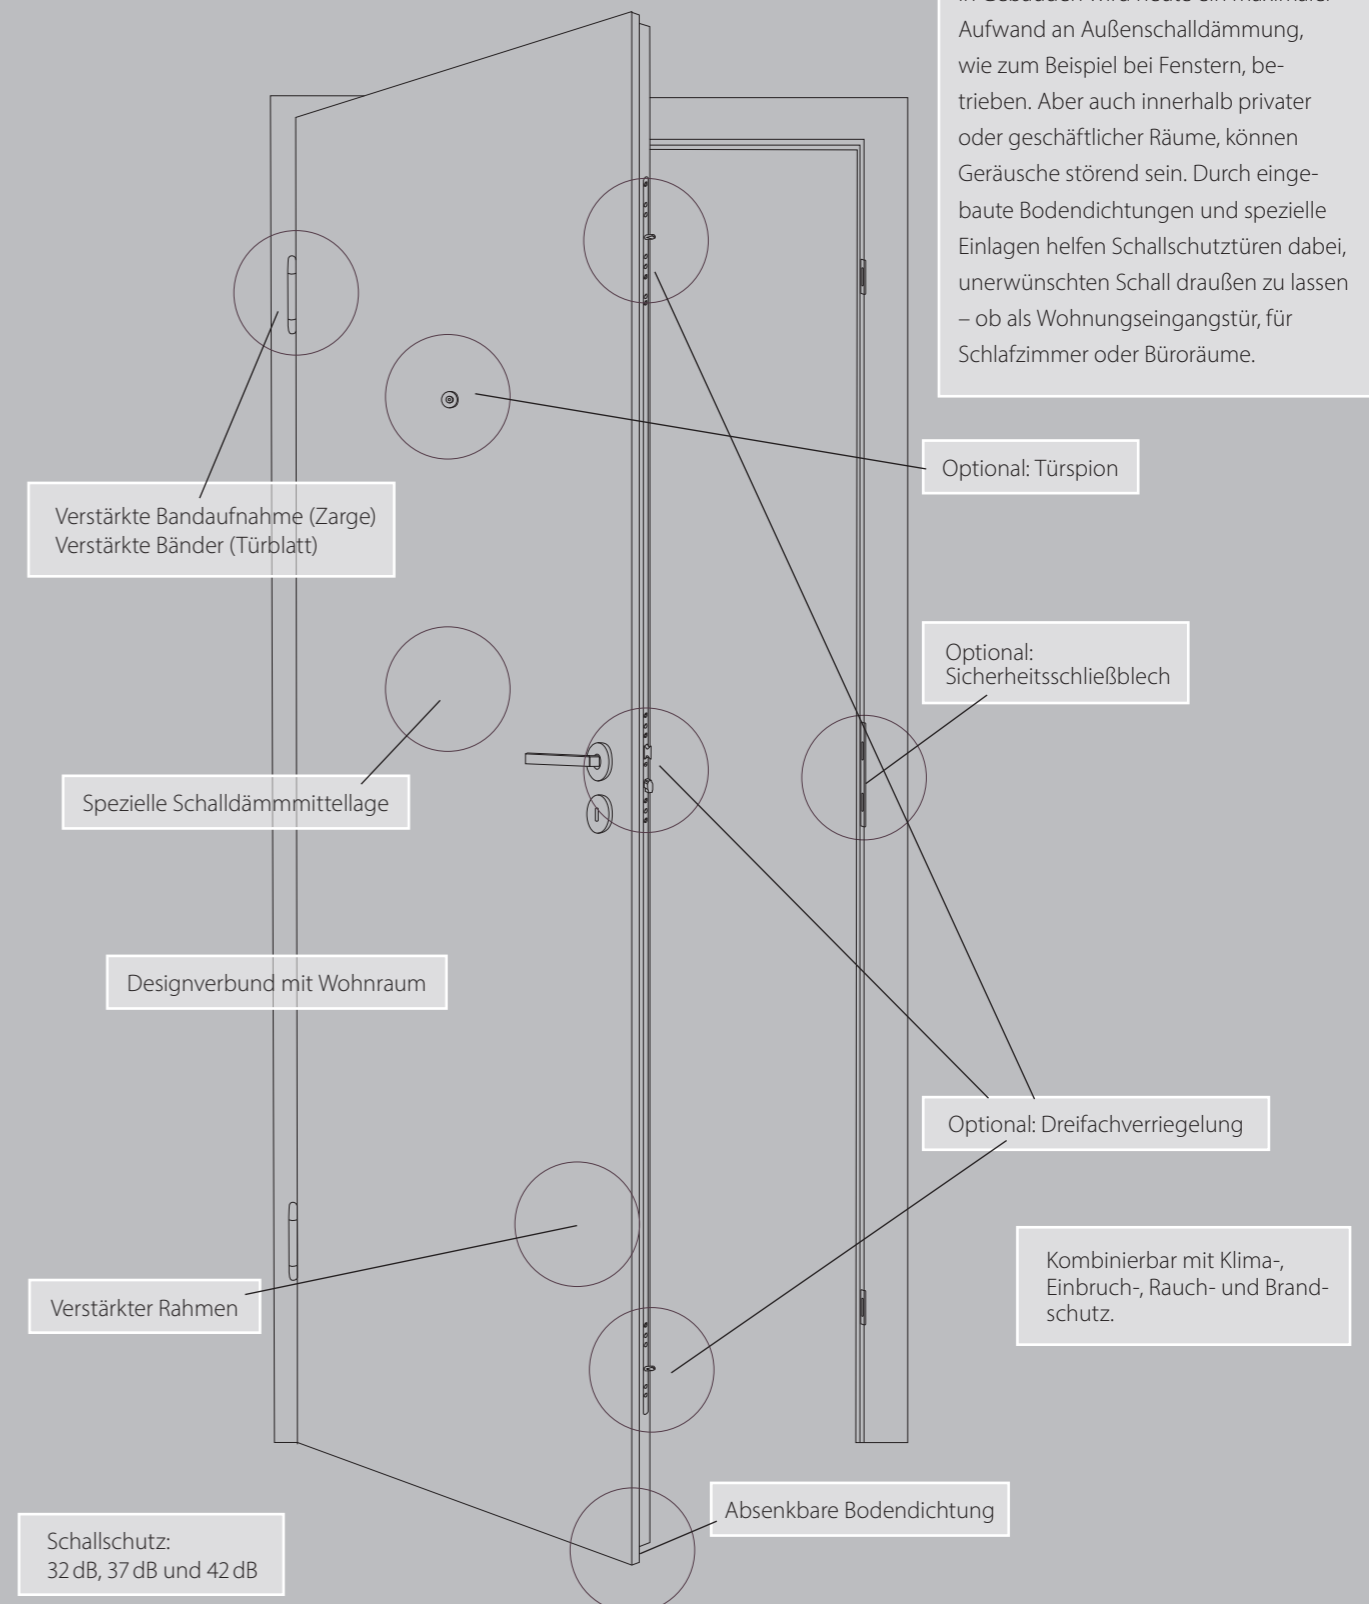 Aufwand an Außenschalldämmung,
wie zum Beispiel bei Fenstern, be-
trieben. Aber auch innerhalb privater
oder geschäftlicher Räume, können
Geräusche störend sein. Durch einge-
baute Bodendichtungen und spezielle
Einlagen helfen Schallschutztüren dabei,
unerwünschten Schall draußen zu lassen
– ob als Wohnungseingangstür, für
Schlafzimmer oder Büroräume.
Optional: Türspion
Verstärkte Bandaufnahme (Zarge)
Verstärkte Bänder (Türblatt)
Optional:
Sicherheitsschließblech
Spezielle Schalldämmmittellage
Designverbund mit Wohnraum
Optional: Dreifachverriegelung
Kombinierbar mit Klima-,
Einbruch-, Rauch- und Brand-
schutz.
Verstärkter Rahmen
Absenkbare Bodendichtung
Schallschutz:
32 dB, 37 dB und 42 dB